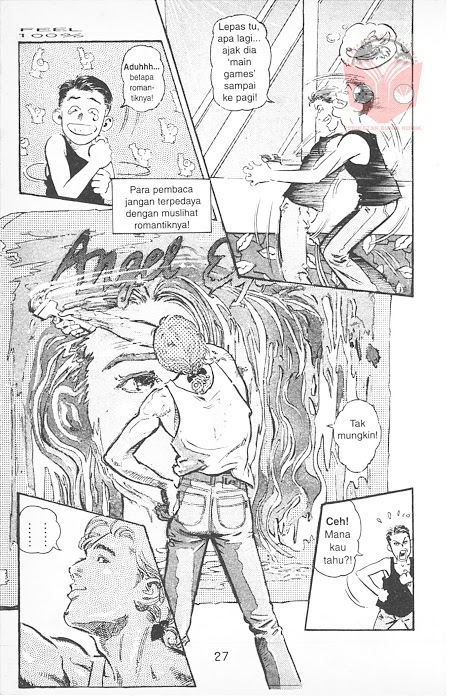 FEEL
100%
Aduhhh...
betapa
roman-
tiknya!
Lepas tu,
apa lagi...
ajak dia
'main
games'
sampai
ke pagi!
Para pembaca
jangan terpedaya
dengan muslihat
romantiknya!
Angel E
Tak
mungkin!
......
Ceh!
Mana
kau
tahu?!
27